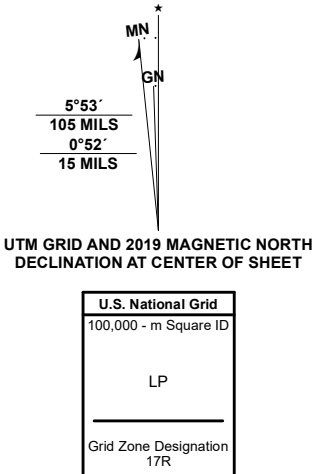 ★
MN
GN
5°53´
105 MILS
0°52´
15 MILS
UTM GRID AND 2019 MAGNETIC NORTH
DECLINATION AT CENTER OF SHEET
U.S. National Grid
100,000 - m Square ID
LP
Grid Zone Designation
17R